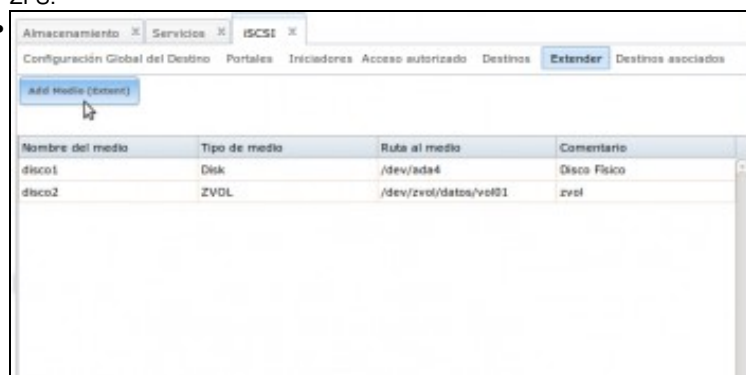 ZFS.
Almacenamiento Servicios iSCSI
Configuración Global del Destino Portales Iniciadores Acceso autorizado Destinos Extender Destinos asociados
Add Medio (Extent)
Nombre del medio Tipo de medio Ruta al medio Comentario
disco1 Disk /dev/ada4 Disco Físico
disco2 ZVOL /dev/zvol/datos/vol01 zvol